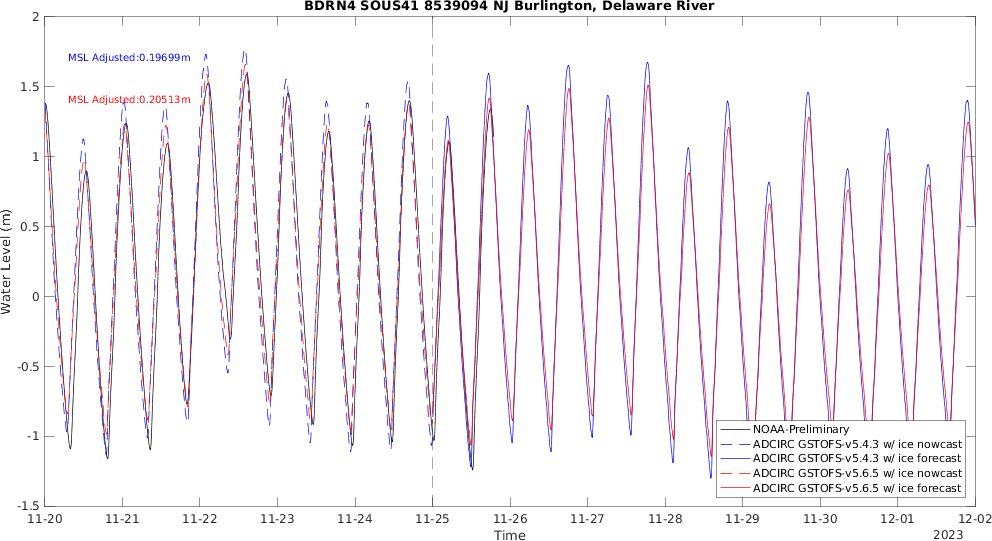 BDRN4 SOUS41 8539094 NJ Burlington, Delaware River
2
1.5
1
0.5
0
-0.5
-1
-1.5
Water Level (m)
MSL Adjusted:0.19699m
MSL Adjusted:0.20513m
NOAA-Preliminary
ADCIRC GSTOFS-v5.4.3 w/ ice nowcast
ADCIRC GSTOFS-v5.4.3 w/ ice forecast
ADCIRC GSTOFS-v5.6.5 w/ ice nowcast
ADCIRC GSTOFS-v5.6.5 w/ ice forecast
11-20 11-21 11-22 11-23 11-24 11-25 11-26 11-27 11-28 11-29 11-30 12-01 12-02
Time
2023